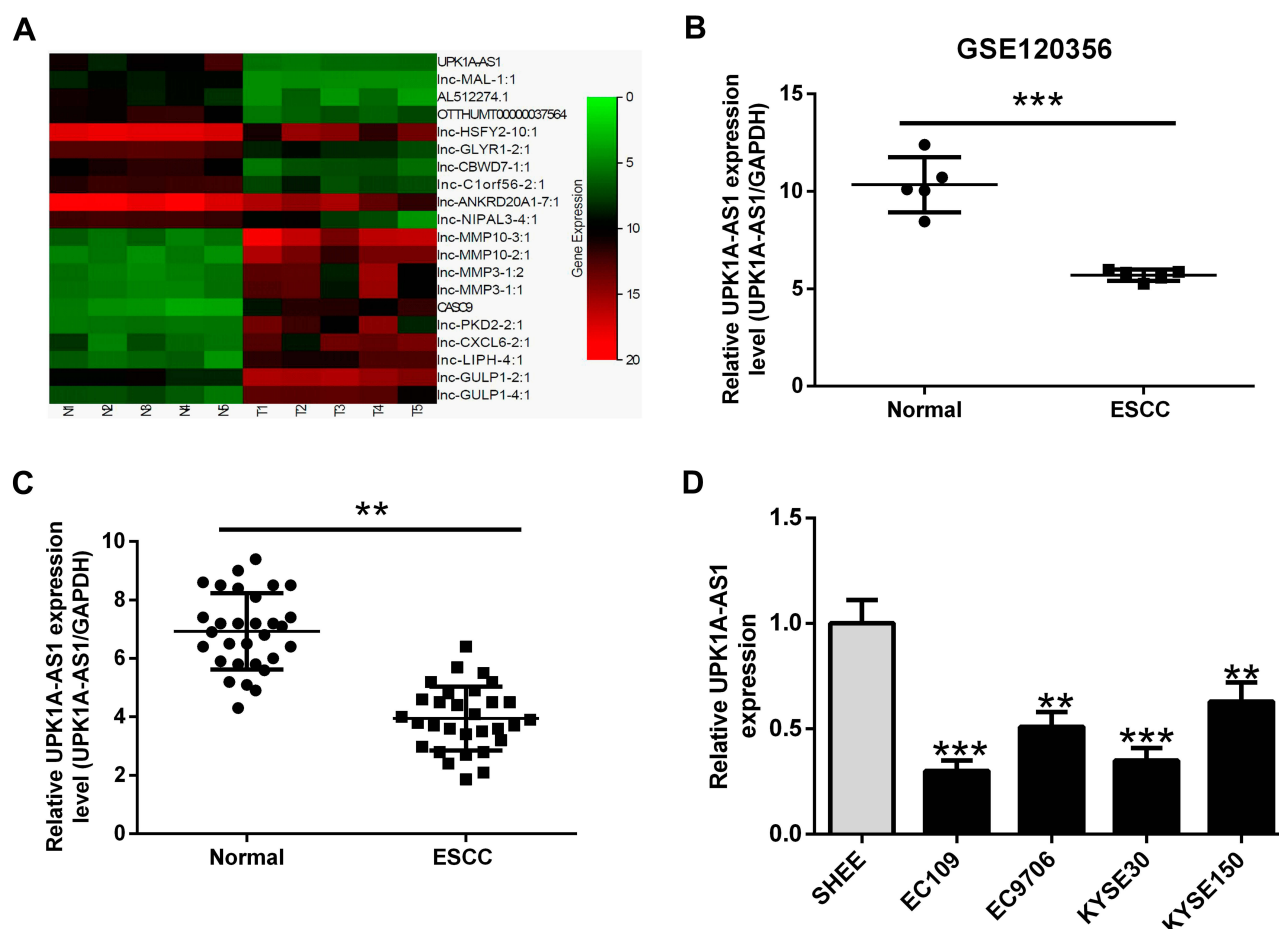 A
UPK1A-AS1
lnc-MAL-1:1
AL512274.1
OTTHUMT00000037564
lnc-HSFY2-10:1
lnc-GLYR1-2:1
lnc-CBWD7-1:1
lnc-C1orf56-2:1
lnc-ANKRD20A1-7:1
lnc-NIPAL3-4:1
lnc-MMP10-3:1
lnc-MMP10-2:1
lnc-MMP3-1:2
lnc-MMP3-1:1
CASC9
lnc-PKD2-2:1
lnc-CXCL6-2:1
lnc-LIPH-4:1
lnc-GULP1-2:1
lnc-GULP1-4:1
N1 N2 N3 N4 N5 T1 T2 T3 T4 T5
Gene Expression
0
5
10
15
20
B
GSE120356
***
Relative UPK1A-AS1 expression
level (UPK1A-AS1/GAPDH)
15
10
5
0
Normal ESCC
C
**
Relative UPK1A-AS1 expression
level (UPK1A-AS1/GAPDH)
10
8
6
4
2
0
Normal ESCC
D
Relative UPK1A-AS1
expression
1.5
1.0
0.5
0.0
*** ** *** **
SHEE EC109 EC9706 KYSE30 KYSE150